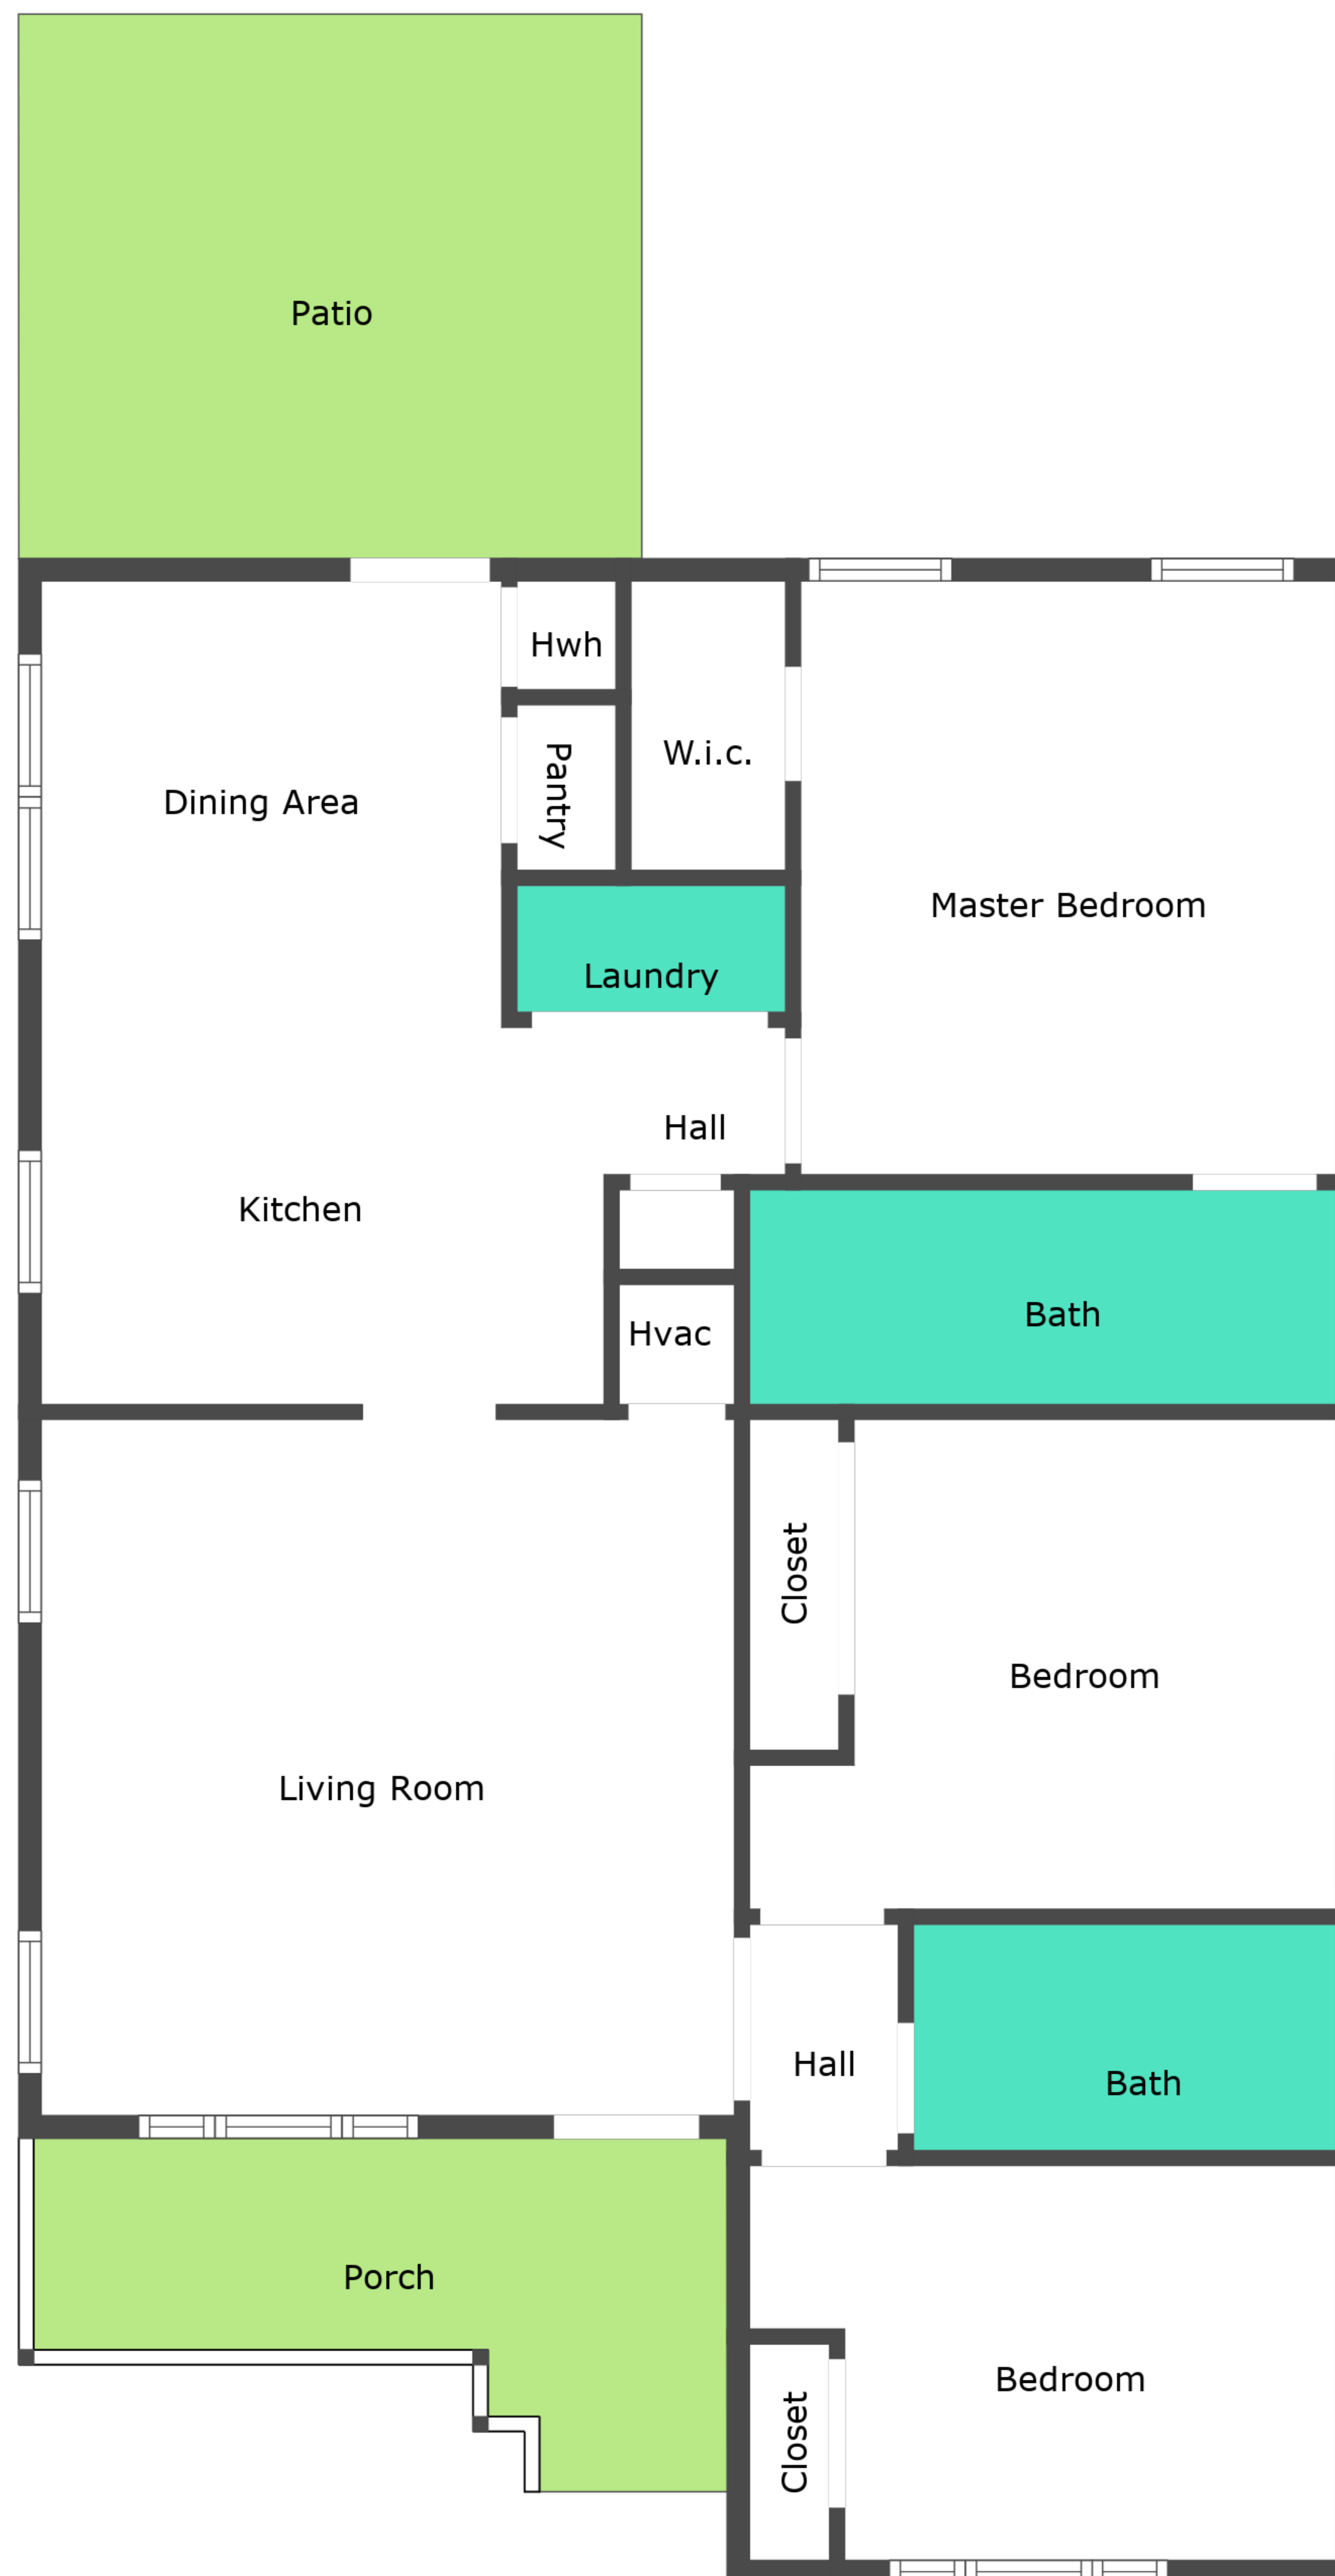 Patio
Hwh
Pantry
W.i.c.
Dining Area
Master Bedroom
Laundry
Hall
Kitchen
Bath
Hvac
Closet
Bedroom
Living Room
Hall
Bath
Porch
Bedroom
Closet